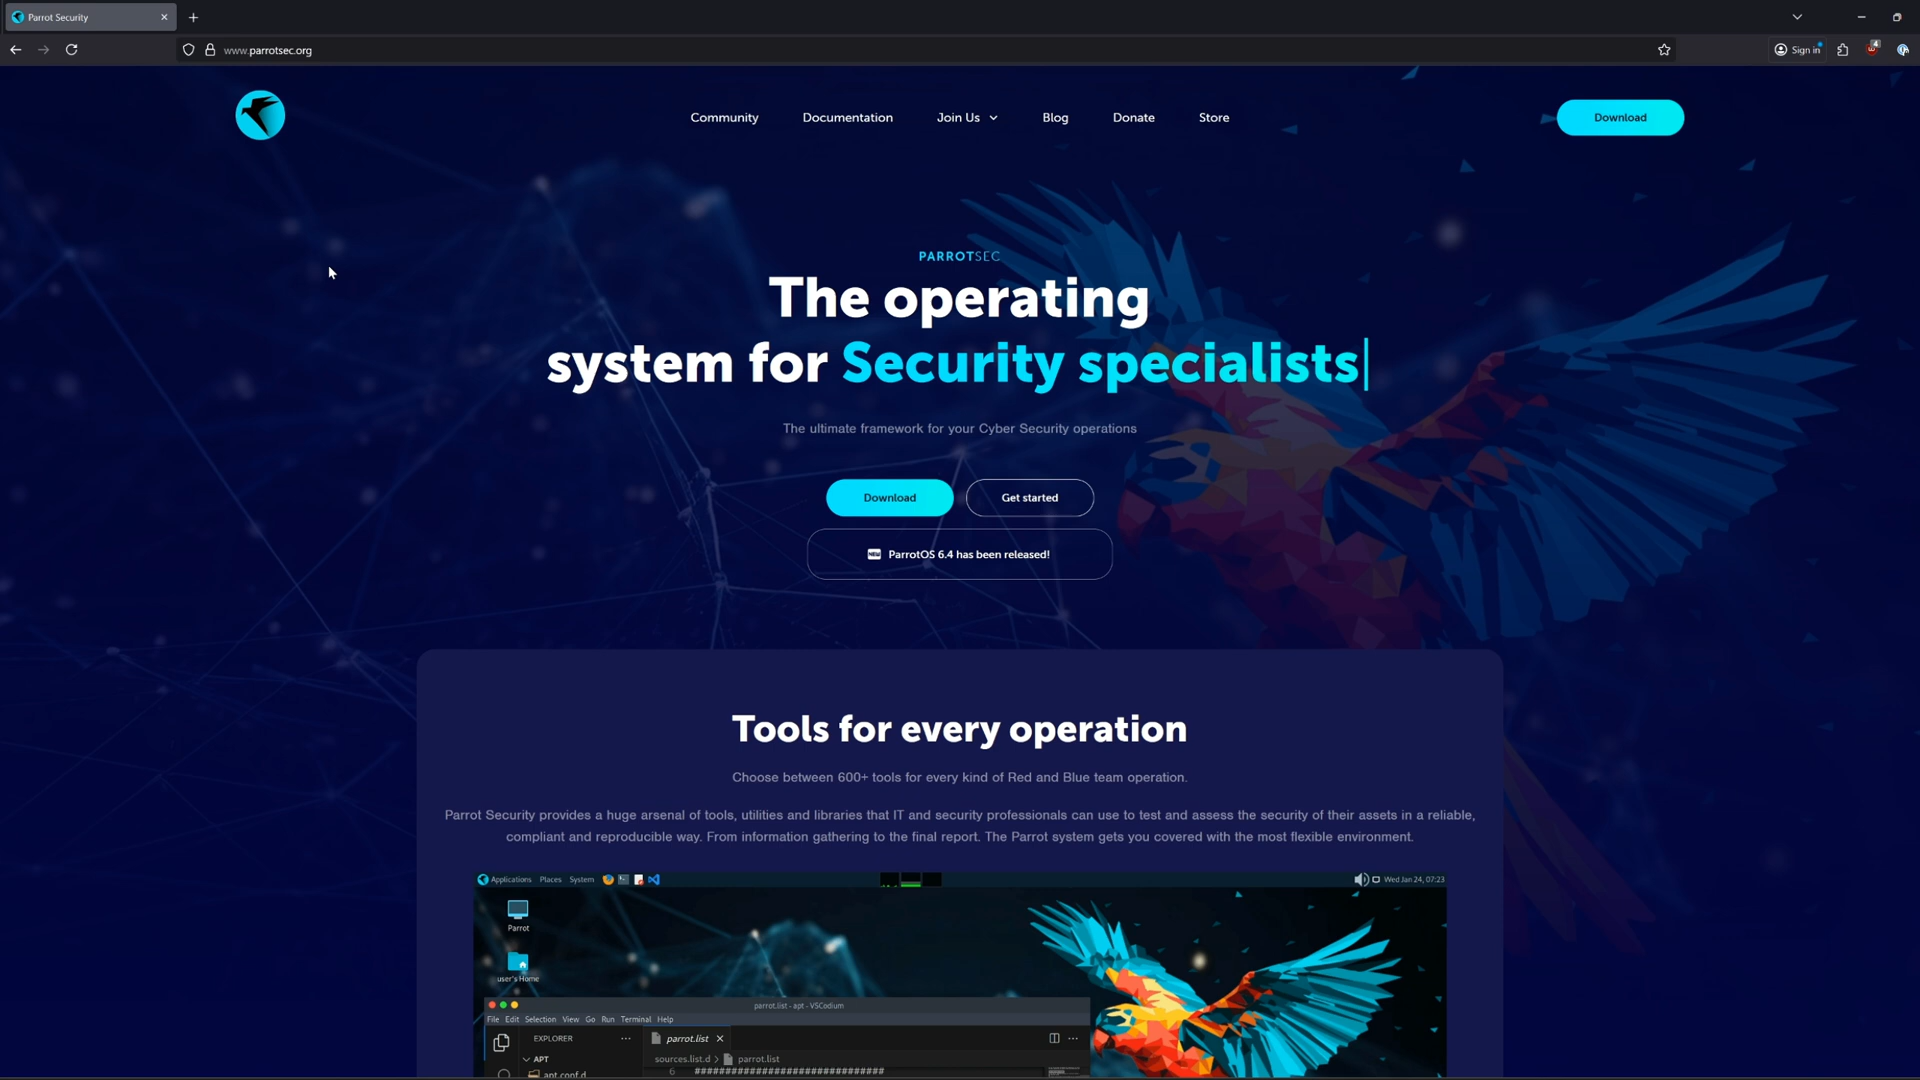 Parrot Security
www.parrotsec.org
Sign in
4
Community
Documentation
Join Us
Blog
Donate
Store
Download
PARROTSEC
The operating
system for Security specialists
The ultimate framework for your Cyber Security operations
Download
Get started
NEW ParrotOS 6.4 has been released!
Tools for every operation
Choose between 600+ tools for every kind of Red and Blue team operation.
Parrot Security provides a huge arsenal of tools, utilities and libraries that IT and security professionals can use to test and assess the security of their assets in a reliable,
compliant and reproducible way. From information gathering to the final report. The Parrot system gets you covered with the most flexible environment.
Applications Places System
Wed Jan 24, 07:23
Parrot
user's Home
parrot.list - apt - VSCodium
File Edit Selection View Go Run Terminal Help
EXPLORER
parrot.list
APT
sources.list.d > parrot.list
apt.conf.d
6 ###############################